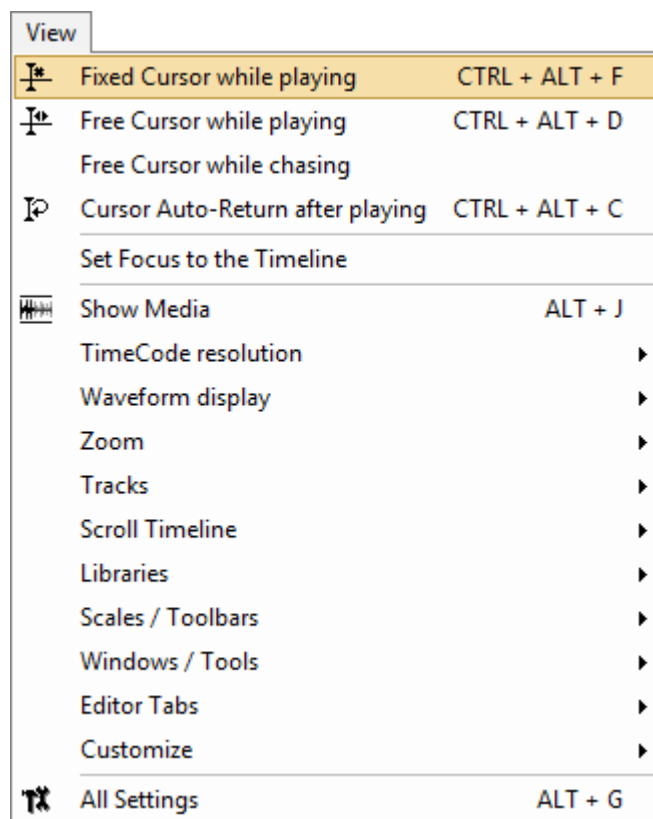 View
Fixed Cursor while playing CTRL + ALT + F
Free Cursor while playing CTRL + ALT + D
Free Cursor while chasing
Cursor Auto-Return after playing CTRL + ALT + C
Set Focus to the Timeline
Show Media ALT + J
TimeCode resolution
Waveform display
Zoom
Tracks
Scroll Timeline
Libraries
Scales / Toolbars
Windows / Tools
Editor Tabs
Customize
All Settings ALT + G